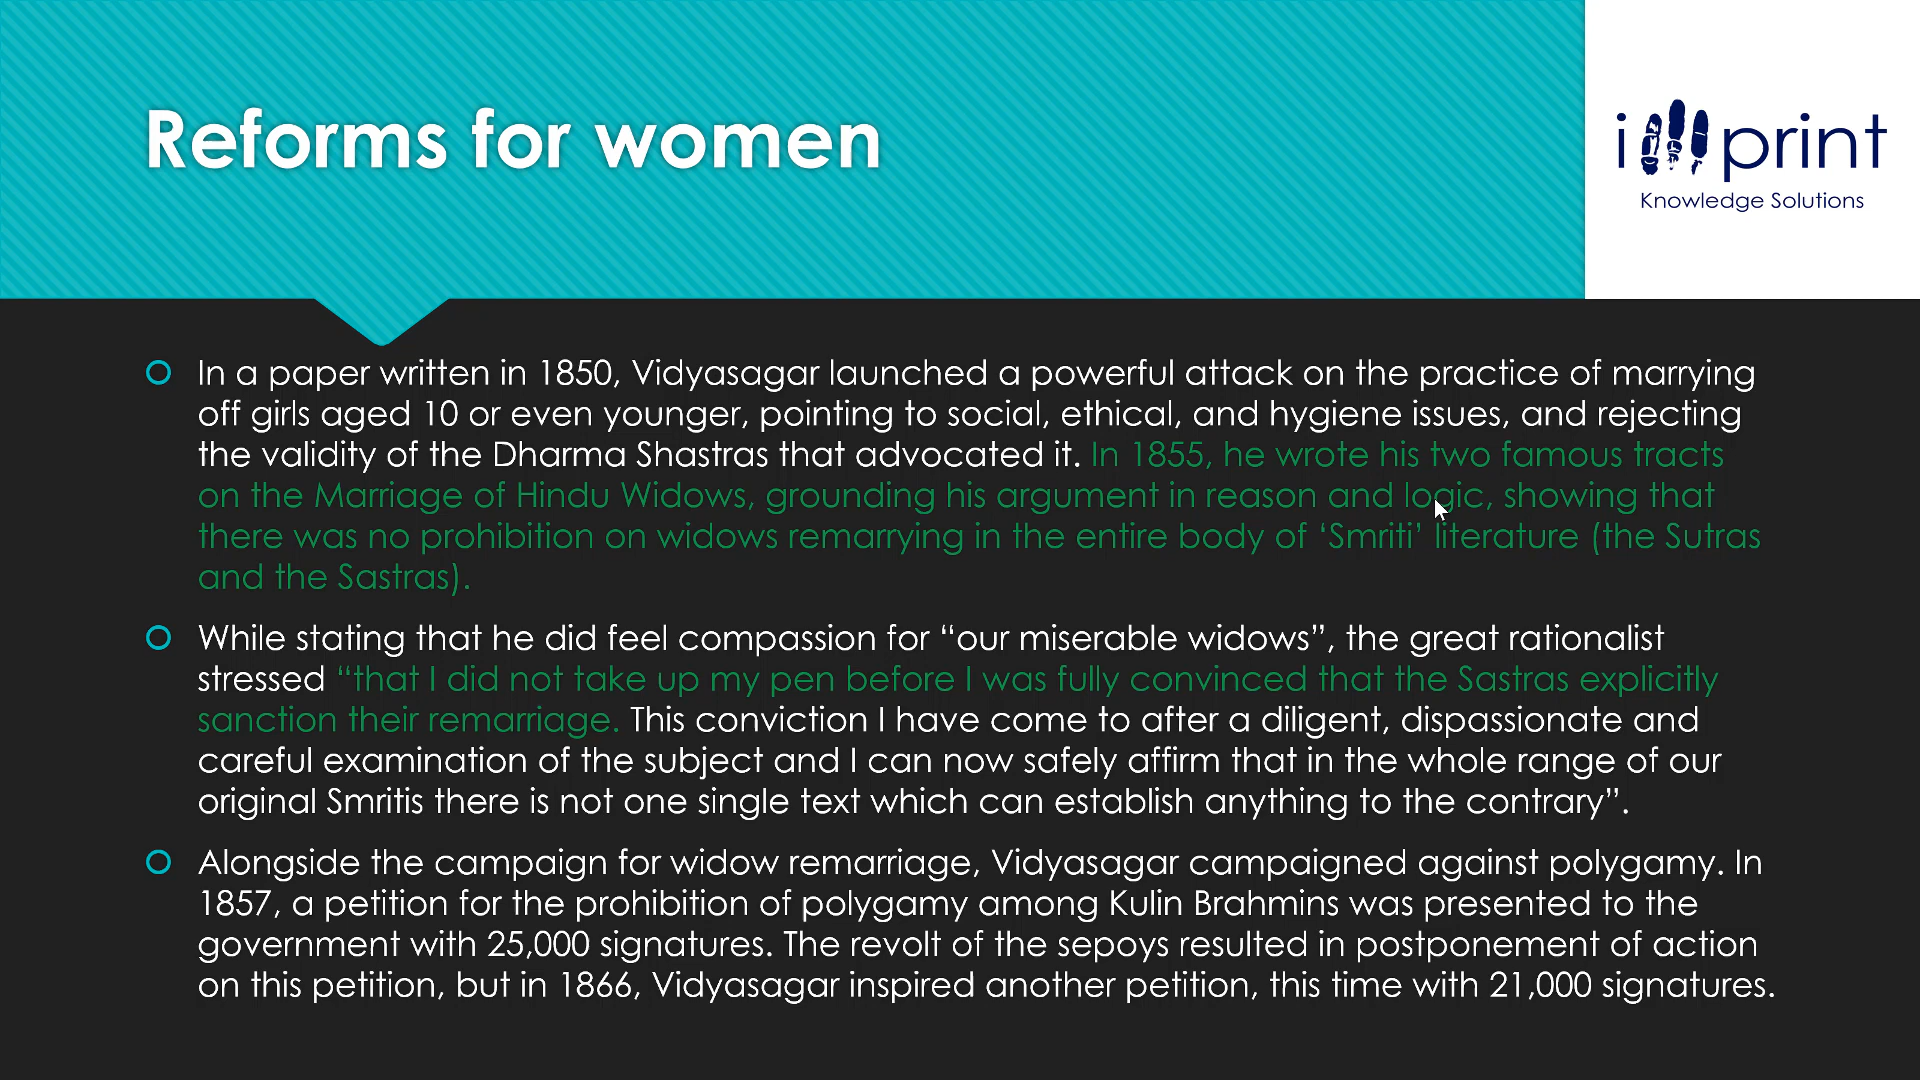 Reforms for women
i print
Knowledge Solutions
In a paper written in 1850, Vidyasagar launched a powerful attack on the practice of marrying
off girls aged 10 or even younger, pointing to social, ethical, and hygiene issues, and rejecting
the validity of the Dharma Shastras that advocated it. In 1855, he wrote his two famous tracts
on the Marriage of Hindu Widows, grounding his argument in reason and logic, showing that
there was no prohibition on widows remarrying in the entire body of ‘Smriti’ literature (the Sutras
and the Sastras).
While stating that he did feel compassion for “our miserable widows”, the great rationalist
stressed “that I did not take up my pen before I was fully convinced that the Sastras explicitly
sanction their remarriage. This conviction I have come to after a diligent, dispassionate and
careful examination of the subject and I can now safely affirm that in the whole range of our
original Smritis there is not one single text which can establish anything to the contrary”.
Alongside the campaign for widow remarriage, Vidyasagar campaigned against polygamy. In
1857, a petition for the prohibition of polygamy among Kulin Brahmins was presented to the
government with 25,000 signatures. The revolt of the sepoys resulted in postponement of action
on this petition, but in 1866, Vidyasagar inspired another petition, this time with 21,000 signatures.